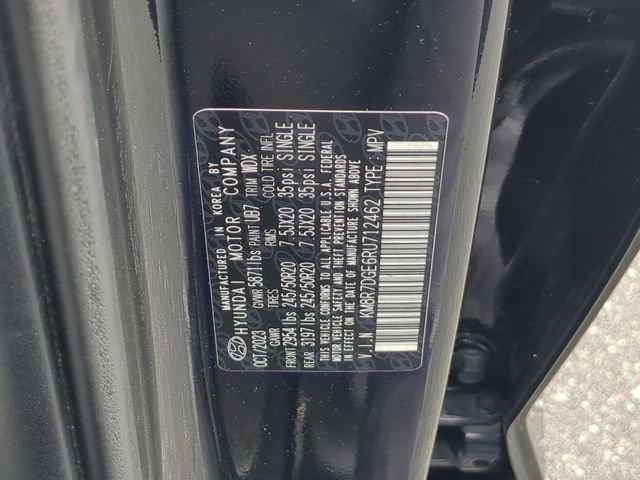 MANUFACTURED IN KOREA BY
HYUNDAI MOTOR COMPANY
OCT/2023 GVWR 5871 lbs PAINT UB7 TRIM WDX
GAWR TIRES RIMS COLD TIRE INFL
FRONT 2954 lbs 245/50R20 7.5JX20 35psi SINGLE
REAR 3197 lbs 245/50R20 7.5JX20 35psi SINGLE
THIS VEHICLE CONFORMS TO ALL APPLICABLE U.S.A. FEDERAL
MOTOR VEHICLE SAFETY AND THEFT PREVENTION STANDARDS
IN EFFECT ON THE DATE OF MANUFACTURE SHOWN ABOVE.
V.I.N: KM8R7DGE6RU712462 TYPE: MPV